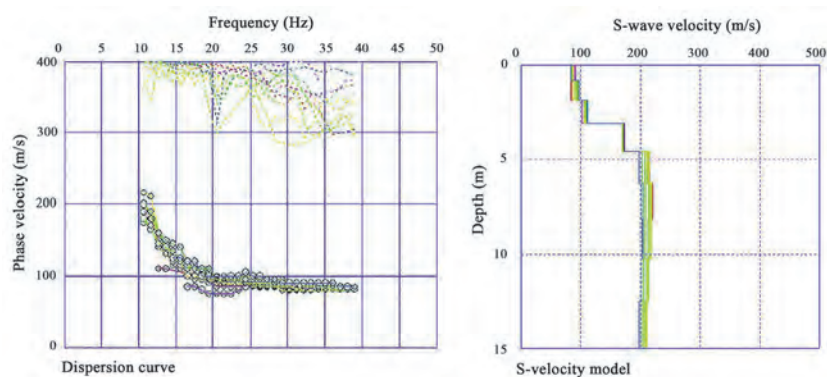 Frequency (Hz)
0 5 10 15 20 25 30 35 40 45 50
Phase velocity (m/s)
400
300
200
100
0
Dispersion curve
S-wave velocity (m/s)
0 100 200 300 400 500
Depth (m)
0
5
10
15
S-velocity model